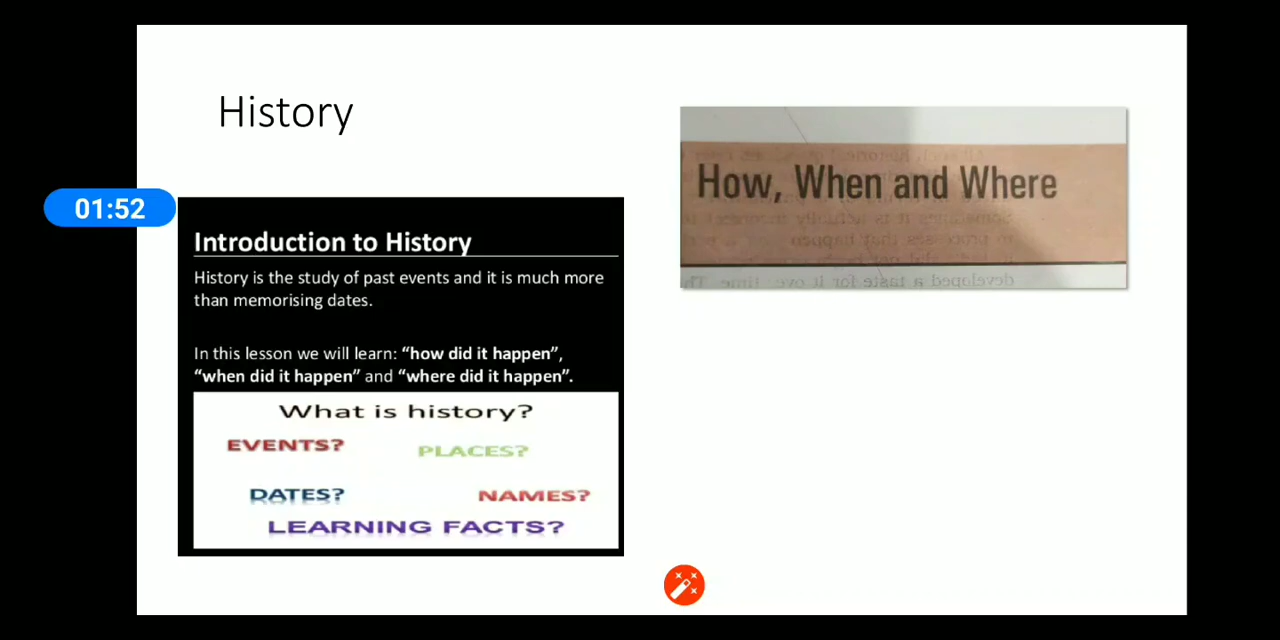 History
01:52
Introduction to History
History is the study of past events and it is much more
than memorising dates.
In this lesson we will learn: “how did it happen”,
“when did it happen” and “where did it happen”.
What is history?
EVENTS?
PLACES?
DATES?
NAMES?
LEARNING FACTS?
How, When and Where